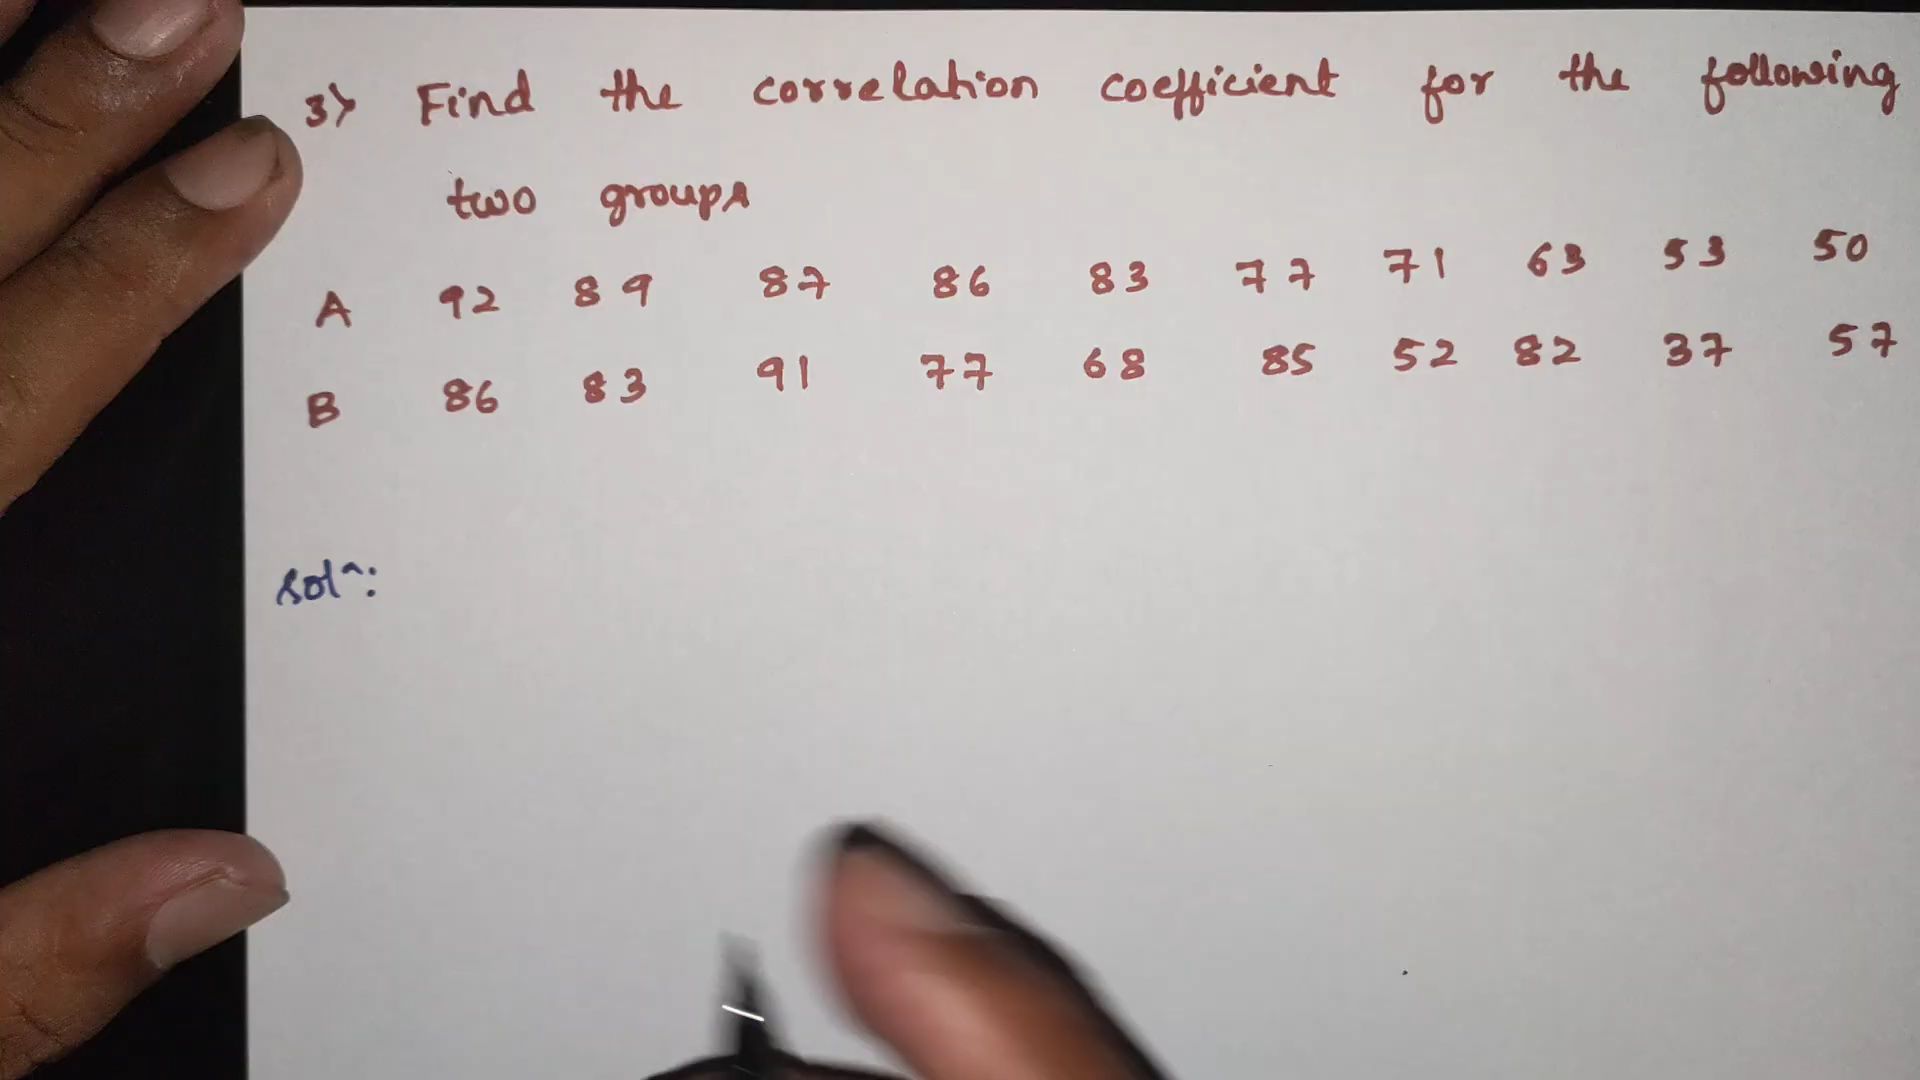 3) Find the correlation coefficient for the following
two groups
A 92 89 87 86 83 77 71 63 53 50
B 86 83 91 77 68 85 52 82 37 57
Solⁿ: